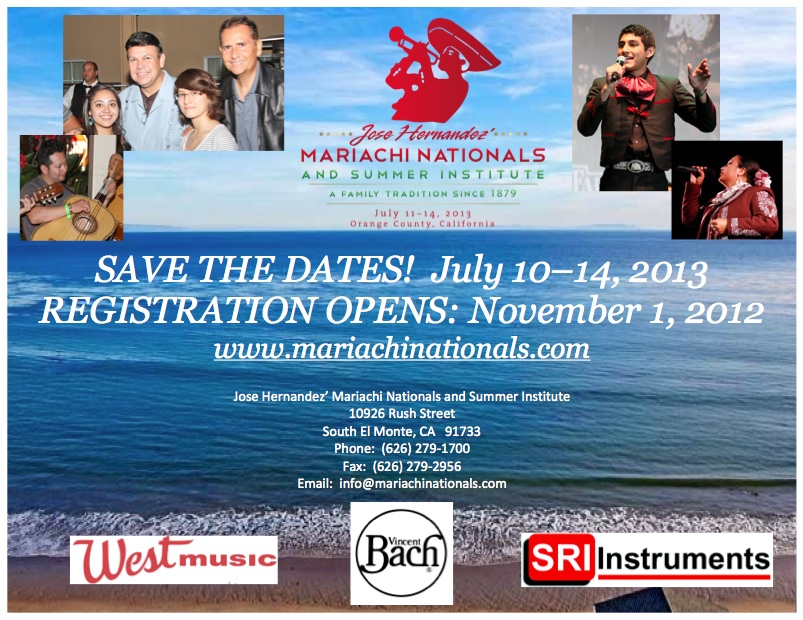 Jose Hernandez'
MARIACHI NATIONALS
AND SUMMER INSTITUTE
A FAMILY TRADITION SINCE 1879
July 11-14, 2013
Orange County, California
SAVE THE DATES!  July 10–14, 2013
REGISTRATION OPENS: November 1, 2012
www.mariachinationals.com
Jose Hernandez' Mariachi Nationals and Summer Institute
10926 Rush Street
South El Monte, CA  91733
Phone:  (626) 279-1700
Fax:  (626) 279-2956
Email:  info@mariachinationals.com
West music
Vincent
Bach®
SRI Instruments